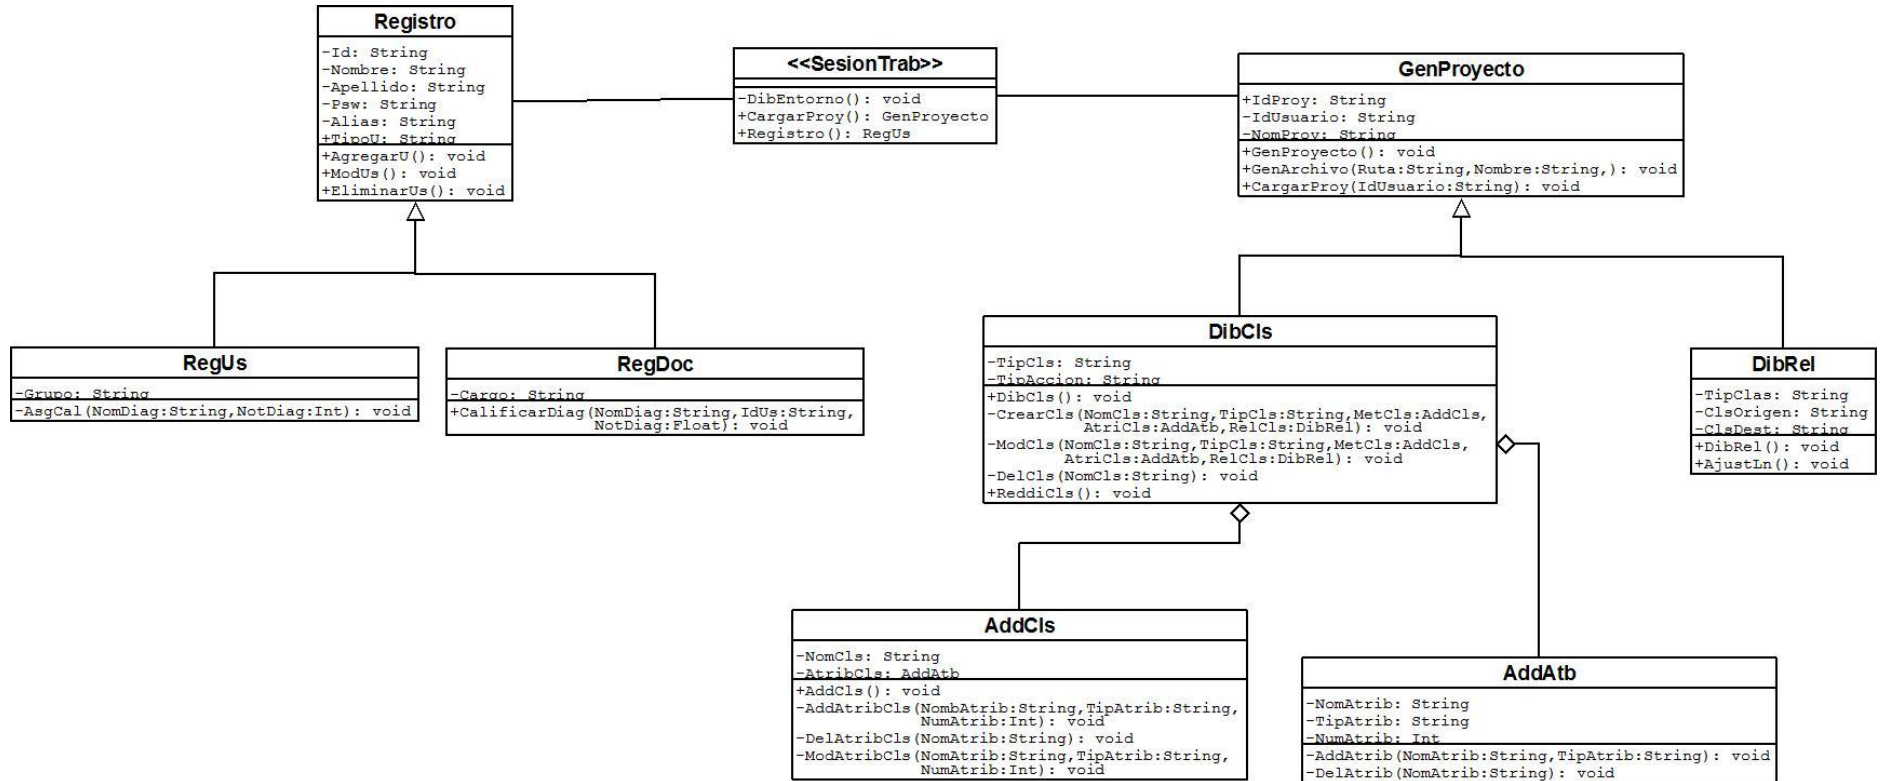 Registro
-Id: String
-Nombre: String
-Apellido: String
-Psw: String
-Alias: String
+TipoU: String
+AgregarU(): void
+ModUs(): void
+EliminarUs(): void
<<SesionTrab>>
-DibEntorno(): void
+CargarProy(): GenProyecto
+Registro(): RegUs
GenProyecto
+IdProy: String
-IdUsuario: String
-NomProy: String
+GenProyecto(): void
+GenArchivo(Ruta:String,Nombre:String,): void
+CargarProy(IdUsuario:String): void
RegUs
-Grupo: String
-AsgCal(NomDiag:String,NotDiag:Int): void
RegDoc
-Cargo: String
+CalificarDiag(NomDiag:String,IdUs:String,
NotDiag:Float): void
DibCls
-TipCls: String
-TipAccion: String
+DibCls(): void
-CrearCls(NomCls:String,TipCls:String,MetCls:AddCls,
AtriCls:AddAtb,RelCls:DibRel): void
-ModCls(NomCls:String,TipCls:String,MetCls:AddCls,
AtriCls:AddAtb,RelCls:DibRel): void
-DelCls(NomCls:String): void
+ReddiCls(): void
DibRel
-TipClas: String
-ClsOrigen: String
-ClsDest: String
+DibRel(): void
+AjustLn(): void
AddCls
-NomCls: String
-AtribCls: AddAtb
+AddCls(): void
-AddAtribCls(NombAtrib:String,TipAtrib:String,
NumAtrib:Int): void
-DelAtribCls(NomAtrib:String): void
-ModAtribCls(NomAtrib:String,TipAtrib:String,
NumAtrib:Int): void
AddAtb
-NomAtrib: String
-TipAtrib: String
-NumAtrib: Int
-AddAtrib(NomAtrib:String,TipAtrib:String): void
-DelAtrib(NomAtrib:String): void